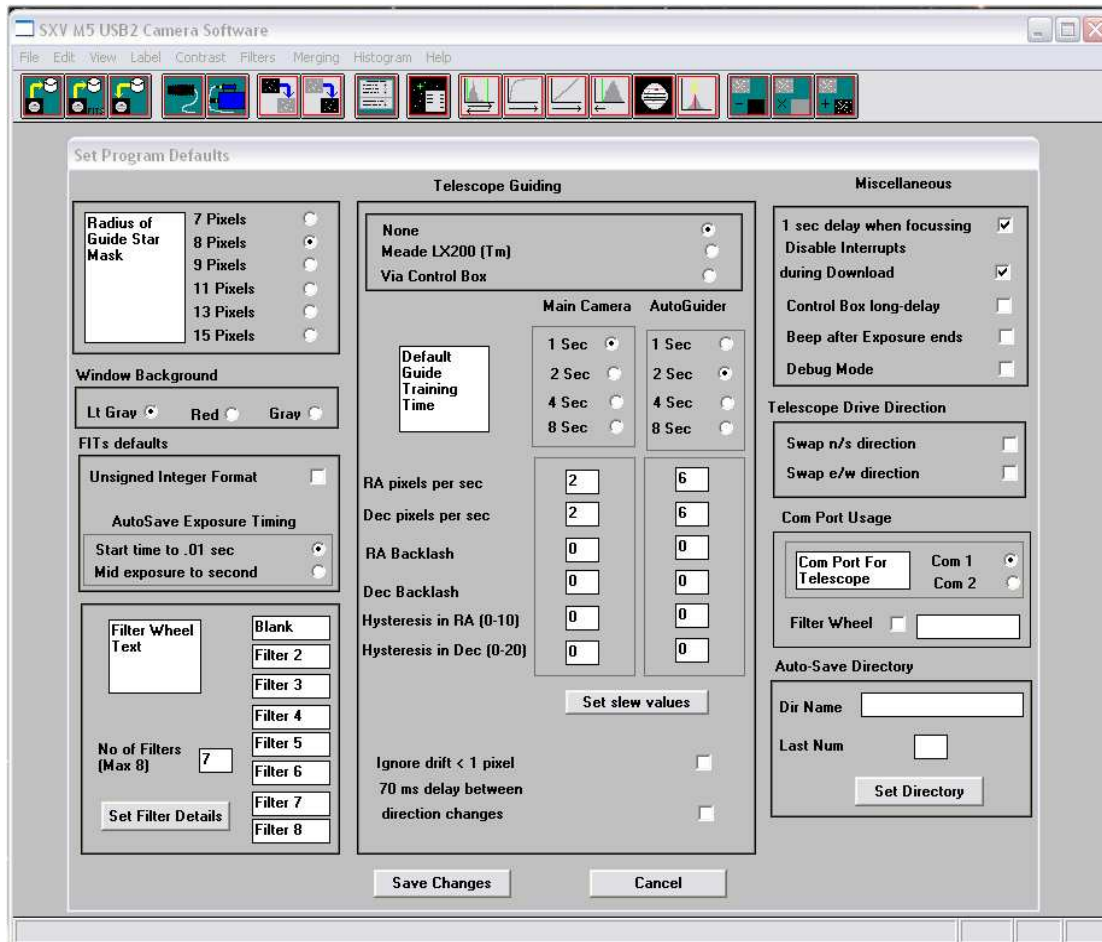 SXV M5 USB2 Camera Software
File Edit View Label Contrast Filters Merging Histogram Help
Set Program Defaults
Radius of
Guide Star
Mask
7 Pixels
8 Pixels
9 Pixels
11 Pixels
13 Pixels
15 Pixels
Window Background
Lt Gray
Red
Gray
FITs defaults
Unsigned Integer Format
AutoSave Exposure Timing
Start time to .01 sec
Mid exposure to second
Filter Wheel
Text
Blank
Filter 2
Filter 3
Filter 4
Filter 5
Filter 6
Filter 7
Filter 8
No of Filters
(Max 8)
7
Set Filter Details
Telescope Guiding
None
Meade LX200 (Tm)
Via Control Box
Main Camera AutoGuider
Default
Guide
Training
Time
1 Sec 1 Sec
2 Sec 2 Sec
4 Sec 4 Sec
8 Sec 8 Sec
RA pixels per sec 2 6
Dec pixels per sec 2 6
RA Backlash 0 0
Dec Backlash 0 0
Hysteresis in RA (0-10) 0 0
Hysteresis in Dec (0-20) 0 0
Set slew values
Ignore drift < 1 pixel
70 ms delay between
direction changes
Save Changes
Cancel
Miscellaneous
1 sec delay when focussing
Disable Interrupts
during Download
Control Box long-delay
Beep after Exposure ends
Debug Mode
Telescope Drive Direction
Swap n/s direction
Swap e/w direction
Com Port Usage
Com Port For
Telescope
Com 1
Com 2
Filter Wheel
Auto-Save Directory
Dir Name
Last Num
Set Directory